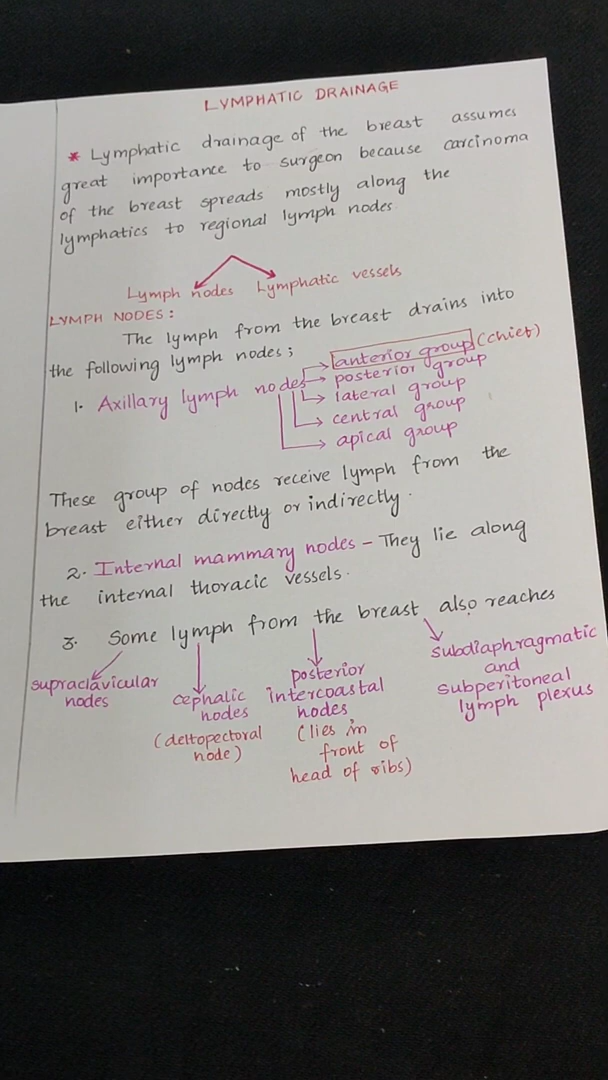 LYMPHATIC DRAINAGE
* Lymphatic drainage of the breast assumes
great importance to surgeon because carcinoma
of the breast spreads mostly along the
lymphatics to regional lymph nodes
Lymph nodes Lymphatic vessels
LYMPH NODES:
The lymph from the breast drains into
the following lymph nodes;
1. Axillary lymph nodes
anterior group (chief)
posterior group
lateral group
central group
apical group
These group of nodes receive lymph from the
breast either directly or indirectly.
2. Internal mammary nodes - They lie along
the internal thoracic vessels.
3. Some lymph from the breast also reaches
supraclavicular
nodes
cephalic
nodes
(deltopectoral
node)
posterior
intercoastal
nodes
(lies in
front of
head of ribs)
subdiaphragmatic
and
subperitoneal
lymph plexus